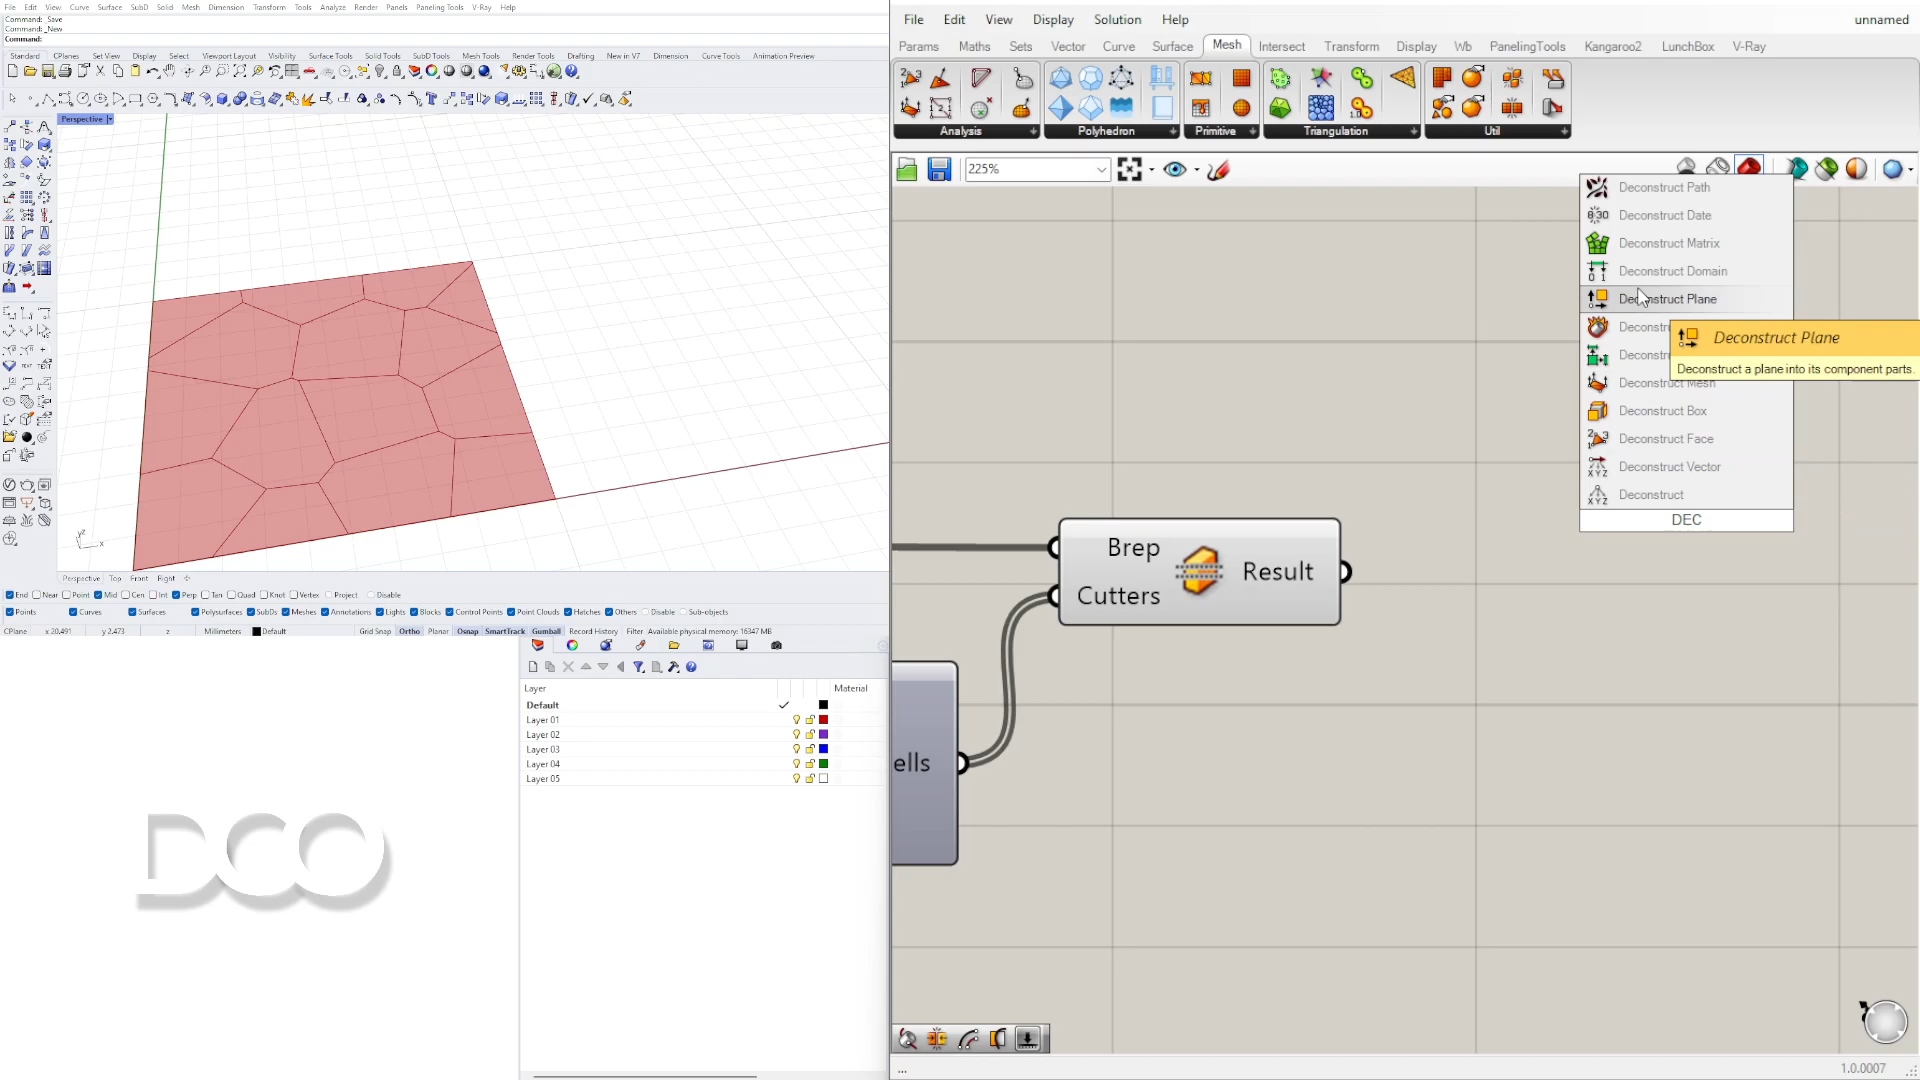 File Edit View Curve Surface SubD Solid Mesh Dimension Transform Tools Analyze Render Panels Paneling Tools V-Ray Help
Command: _Save
Command: _New
Command:
Standard CPlanes Set View Display Select Viewport Layout Visibility Surface Tools Solid Tools SubD Tools Mesh Tools Render Tools Drafting New in V7 Dimension Curve Tools Animation Preview
Perspective
Perspective Top Front Right
End Near Point Mid Cen Int Perp Tan Quad Knot Vertex Project Disable
Points Curves Surfaces Polysurfaces SubDs Meshes Annotations Lights Blocks Control Points Point Clouds Hatches Others Disable Sub-objects
CPlane x 20.491 y 2.473 z Millimeters Default Grid Snap Ortho Planar Osnap SmartTrack Gumball Record History Filter Available physical memory: 16347 MB
Layer Material
Default
Layer 01
Layer 02
Layer 03
Layer 04
Layer 05
DCO
File Edit View Display Solution Help unnamed
Params Maths Sets Vector Curve Surface Mesh Intersect Transform Display Wb PanelingTools Kangaroo2 LunchBox V-Ray
Analysis Polyhedron Primitive Triangulation Util
225%
Deconstruct Path
Deconstruct Date
Deconstruct Matrix
Deconstruct Domain
Deconstruct Plane
Deconstruct Plane
Deconstruct a plane into its component parts.
Deconstruct Mesh
Deconstruct Box
Deconstruct Face
Deconstruct Vector
Deconstruct
DEC
Brep
Cutters
Result
ells
1.0.0007